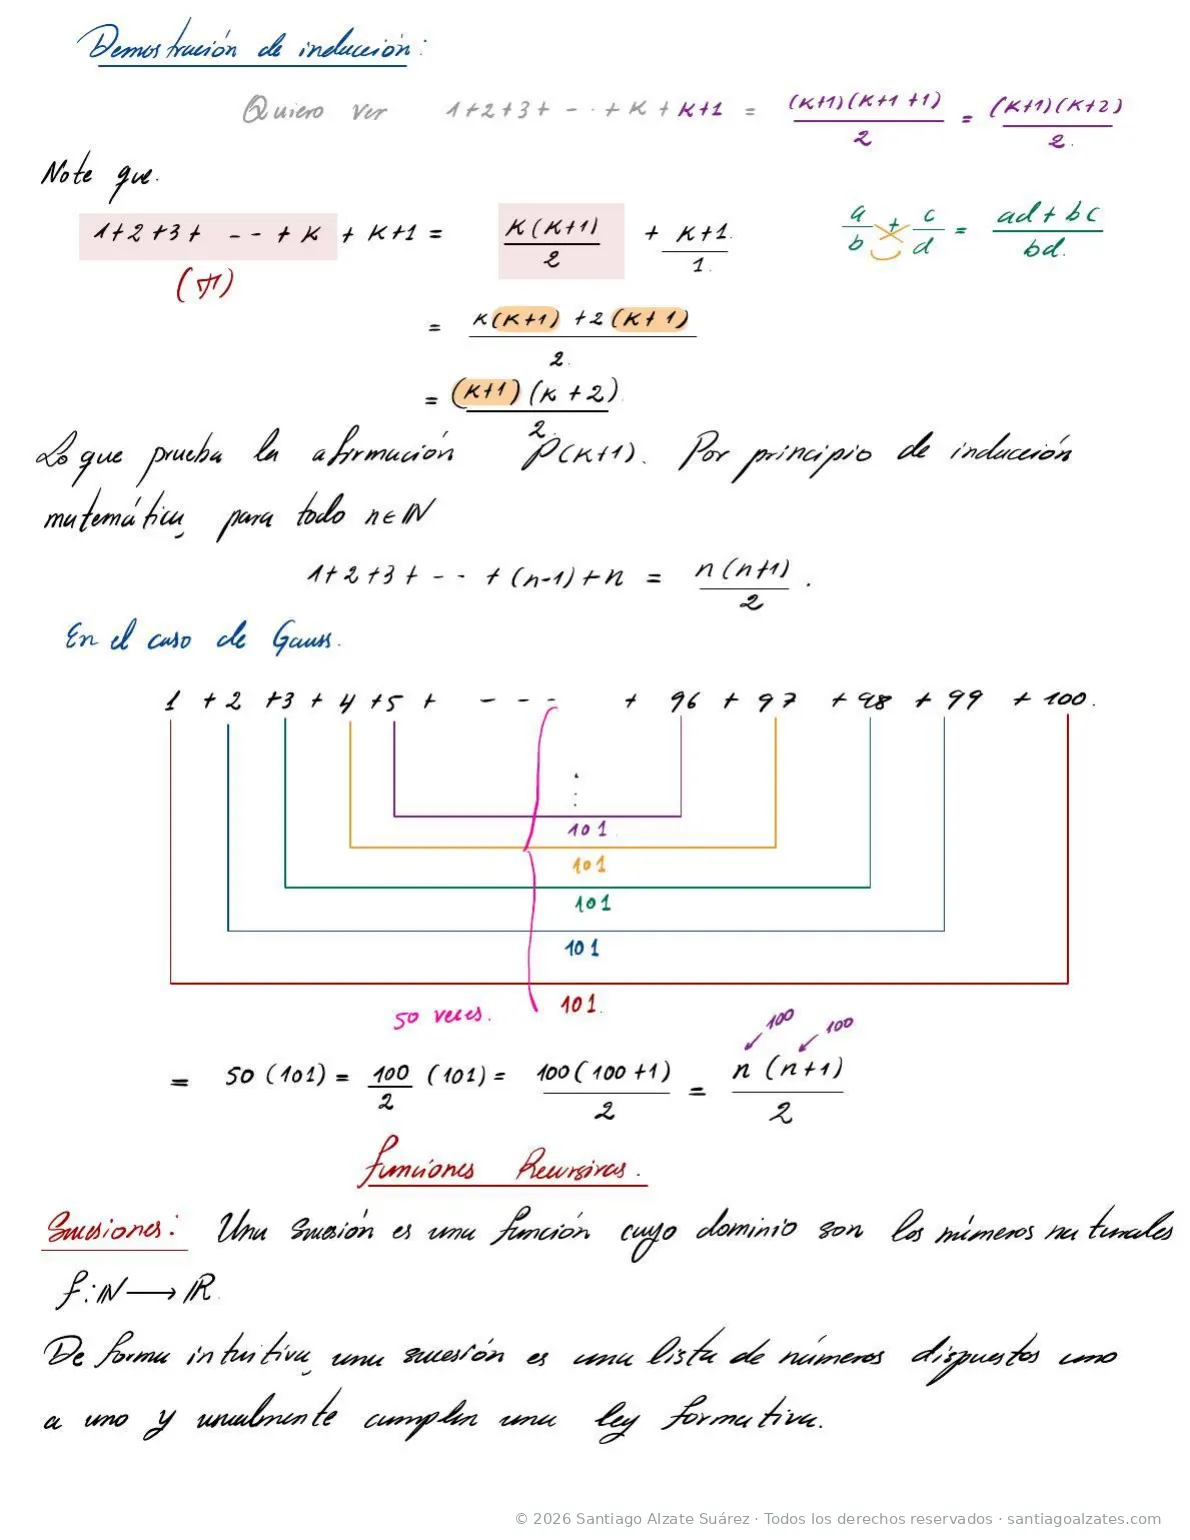 Demostración de inducción:
Quiero ver 1+2+3+ - ·· + K + K+1 = (K+1)(K+1+1)/2 = (K+1)(K+2)/2.
Note que.
1+2+3+ - - + K + K+1 = K(K+1)/2 + K+1/1.
a/b + c/d = ad+bc/bd.
(π)
= K(K+1)+2(K+1)/2.
= (K+1)(K+2)/2.
Lo que prueba la afirmación P(K+1). Por principio de inducción
matemática, para todo n∈ℕ
1+2+3+ - - + (n-1)+n = n(n+1)/2.
En el caso de Gauss.
1 +2 +3 + 4 +5 + - - - + 96 + 97 +98 + 99 + 100.
101
101
101
101
101.
50 veces.
100 100
= 50 (101) = 100/2 (101) = 100(100+1)/2 = n(n+1)/2
Funciones Recursivas.
Sucesiones: Una Sucesión es una función cuyo dominio son los números naturales
f: ℕ ⟶ ℝ.
De forma intuitiva, una sucesión es una lista de números dispuestos uno
a uno y usualmente cumplen una ley formativa.
© 2026 Santiago Alzate Suárez · Todos los derechos reservados · santiagoalzates.com